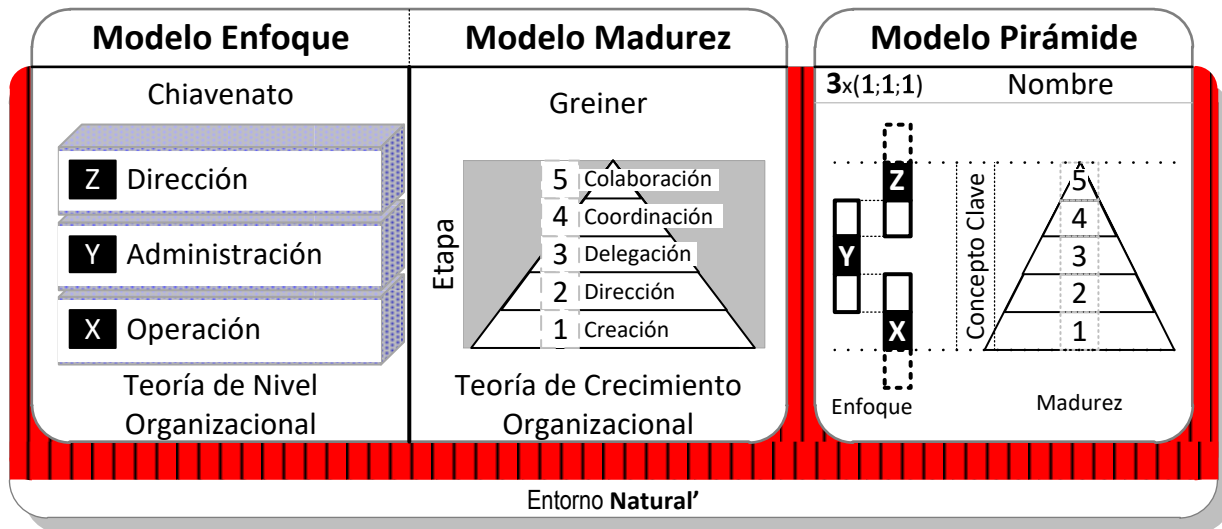 Modelo Enfoque
Chiavenato
Z Dirección
Y Administración
X Operación
Teoría de Nivel
Organizacional
Modelo Madurez
Greiner
Etapa
5 Colaboración
4 Coordinación
3 Delegación
2 Dirección
1 Creación
Teoría de Crecimiento
Organizacional
Modelo Pirámide
3x(1;1;1)
Nombre
Z
Y
X
Enfoque
Concepto Clave
5
4
3
2
1
Madurez
Entorno Natural’